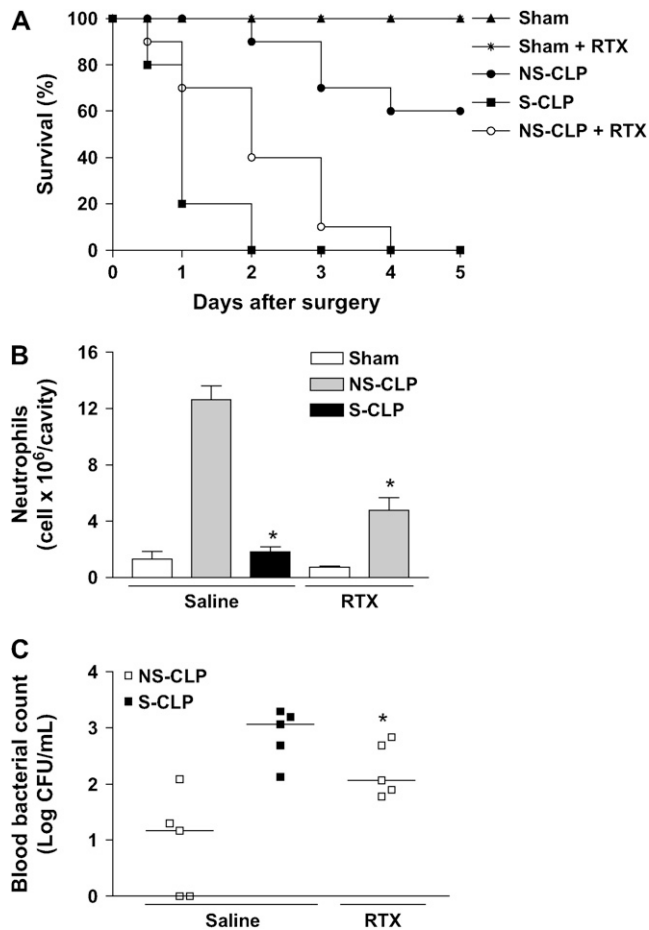 A
Survival (%)
100
80
60
40
20
0
0 1 2 3 4 5
Days after surgery
Sham
Sham + RTX
NS-CLP
S-CLP
NS-CLP + RTX
B
Neutrophils
(cell x 10⁶/cavity)
16
12
8
4
0
Sham
NS-CLP
S-CLP
*
*
Saline RTX
C
Blood bacterial count
(Log CFU/mL)
4
3
2
1
0
NS-CLP
S-CLP
*
Saline RTX